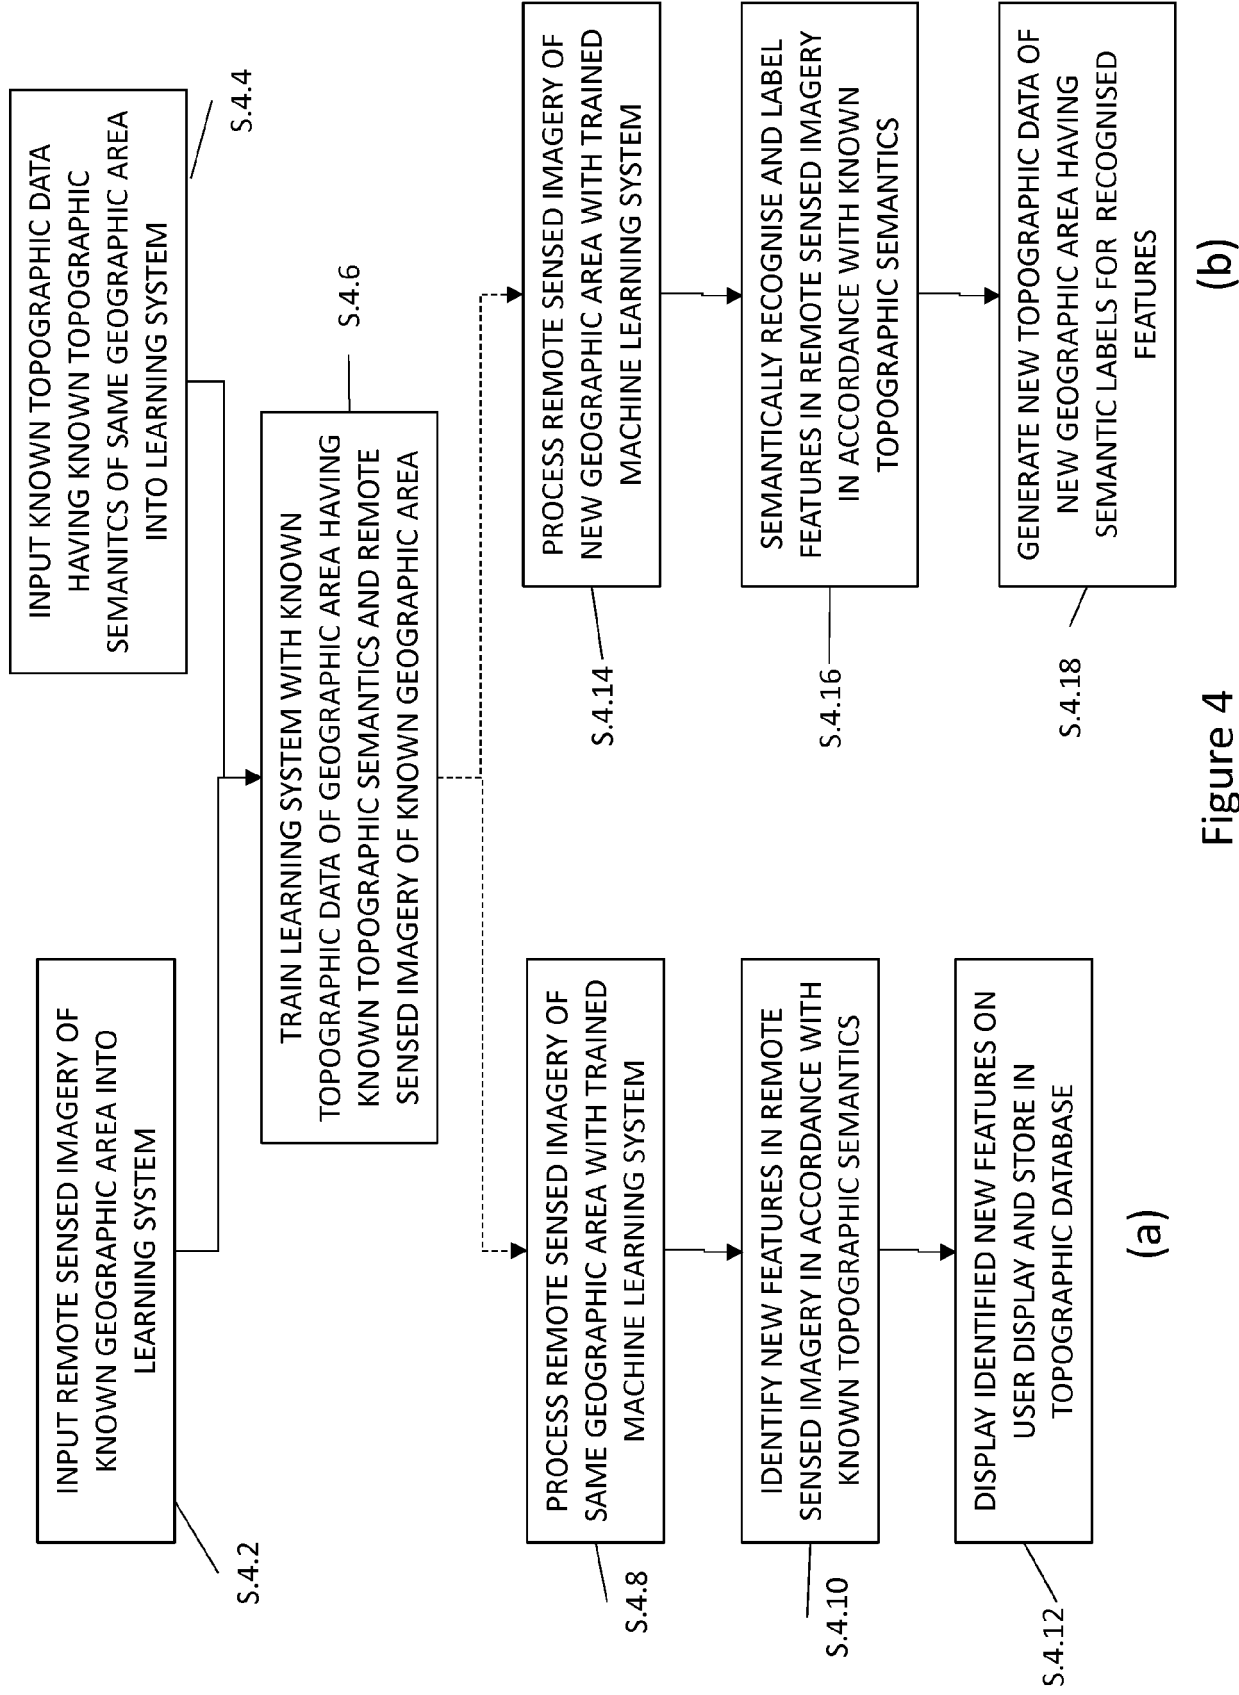 INPUT REMOTE SENSED IMAGERY OF
KNOWN GEOGRAPHIC AREA INTO
LEARNING SYSTEM
S.4.2
INPUT KNOWN TOPOGRAPHIC DATA
HAVING KNOWN TOPOGRAPHIC
SEMANITCS OF SAME GEOGRAPHIC AREA
INTO LEARNING SYSTEM
S.4.4
TRAIN LEARNING SYSTEM WITH KNOWN
TOPOGRAPHIC DATA OF GEOGRAPHIC AREA HAVING
KNOWN TOPOGRAPHIC SEMANTICS AND REMOTE
SENSED IMAGERY OF KNOWN GEOGRAPHIC AREA
S.4.6
PROCESS REMOTE SENSED IMAGERY OF
SAME GEOGRAPHIC AREA WITH TRAINED
MACHINE LEARNING SYSTEM
S.4.8
IDENTIFY NEW FEATURES IN REMOTE
SENSED IMAGERY IN ACCORDANCE WITH
KNOWN TOPOGRAPHIC SEMANTICS
S.4.10
DISPLAY IDENTIFIED NEW FEATURES ON
USER DISPLAY AND STORE IN
TOPOGRAPHIC DATABASE
S.4.12
(a)
PROCESS REMOTE SENSED IMAGERY OF
NEW GEOGRAPHIC AREA WITH TRAINED
MACHINE LEARNING SYSTEM
S.4.14
SEMANTICALLY RECOGNISE AND LABEL
FEATURES IN REMOTE SENSED IMAGERY
IN ACCORDANCE WITH KNOWN
TOPOGRAPHIC SEMANTICS
S.4.16
GENERATE NEW TOPOGRAPHIC DATA OF
NEW GEOGRAPHIC AREA HAVING
SEMANTIC LABELS FOR RECOGNISED
FEATURES
S.4.18
(b)
Figure 4